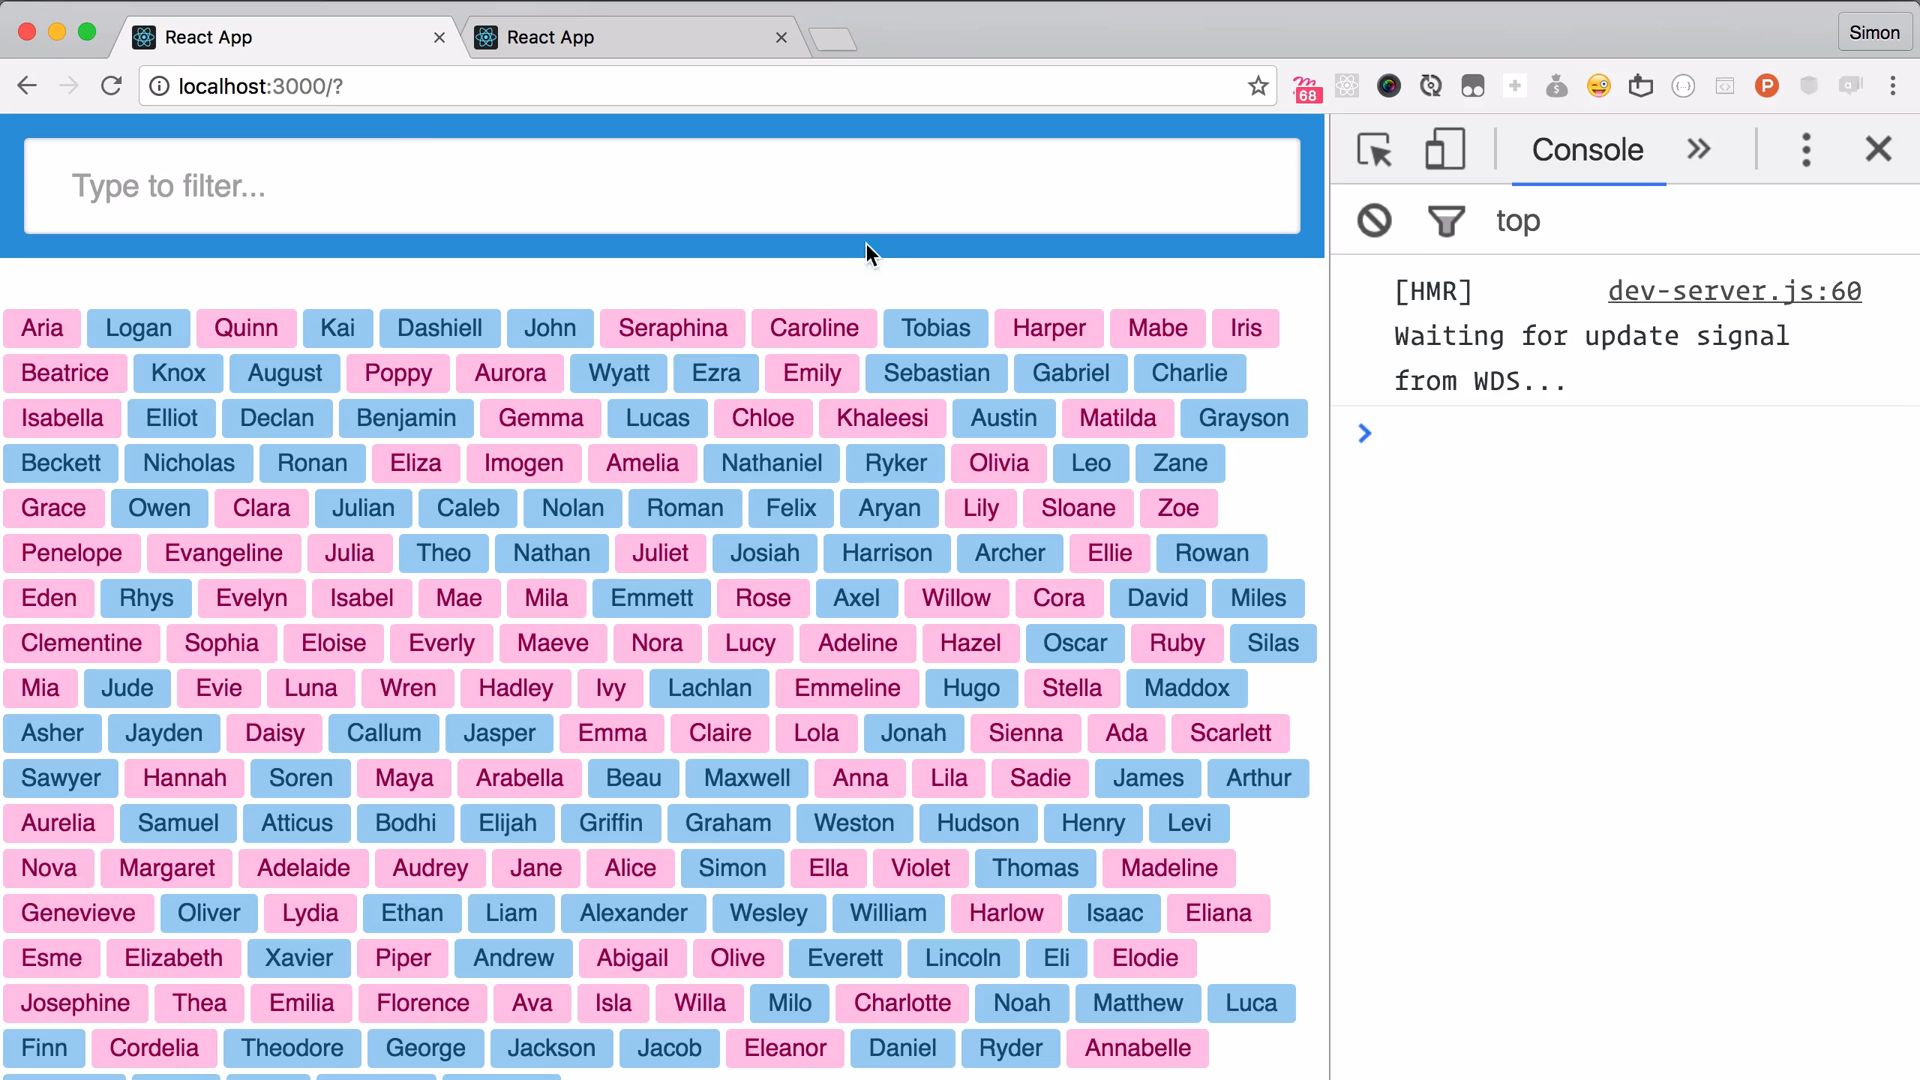 React App React App Simon
localhost:3000/?
68
Type to filter...
Console
top
[HMR] dev-server.js:60
Waiting for update signal
from WDS...
Aria Logan Quinn Kai Dashiell John Seraphina Caroline Tobias Harper Mabe Iris
Beatrice Knox August Poppy Aurora Wyatt Ezra Emily Sebastian Gabriel Charlie
Isabella Elliot Declan Benjamin Gemma Lucas Chloe Khaleesi Austin Matilda Grayson
Beckett Nicholas Ronan Eliza Imogen Amelia Nathaniel Ryker Olivia Leo Zane
Grace Owen Clara Julian Caleb Nolan Roman Felix Aryan Lily Sloane Zoe
Penelope Evangeline Julia Theo Nathan Juliet Josiah Harrison Archer Ellie Rowan
Eden Rhys Evelyn Isabel Mae Mila Emmett Rose Axel Willow Cora David Miles
Clementine Sophia Eloise Everly Maeve Nora Lucy Adeline Hazel Oscar Ruby Silas
Mia Jude Evie Luna Wren Hadley Ivy Lachlan Emmeline Hugo Stella Maddox
Asher Jayden Daisy Callum Jasper Emma Claire Lola Jonah Sienna Ada Scarlett
Sawyer Hannah Soren Maya Arabella Beau Maxwell Anna Lila Sadie James Arthur
Aurelia Samuel Atticus Bodhi Elijah Griffin Graham Weston Hudson Henry Levi
Nova Margaret Adelaide Audrey Jane Alice Simon Ella Violet Thomas Madeline
Genevieve Oliver Lydia Ethan Liam Alexander Wesley William Harlow Isaac Eliana
Esme Elizabeth Xavier Piper Andrew Abigail Olive Everett Lincoln Eli Elodie
Josephine Thea Emilia Florence Ava Isla Willa Milo Charlotte Noah Matthew Luca
Finn Cordelia Theodore George Jackson Jacob Eleanor Daniel Ryder Annabelle